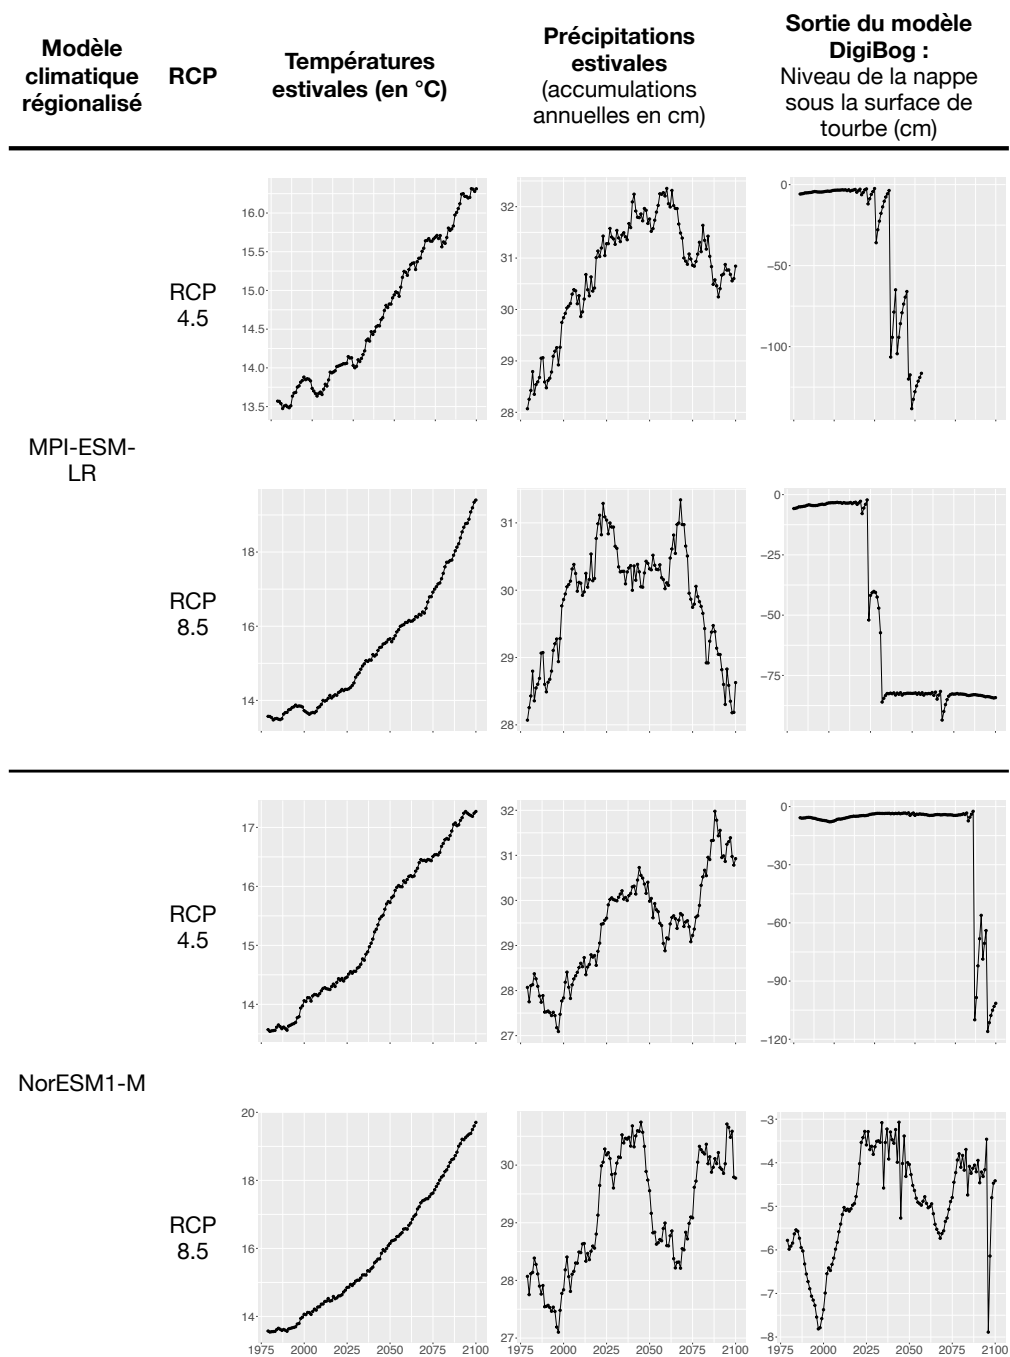 Modèle
climatique
régionalisé
RCP
Températures
estivales (en °C)
Précipitations
estivales
(accumulations
annuelles en cm)
Sortie du modèle
DigiBog :
Niveau de la nappe
sous la surface de
tourbe (cm)
MPI-ESM-
LR
RCP
4.5
16.0
15.5
15.0
14.5
14.0
13.5
32
31
30
29
28
0
−50
−100
RCP
8.5
18
16
14
31
30
29
28
0
−25
−50
−75
NorESM1-M
RCP
4.5
17
16
15
14
32
31
30
29
28
27
0
−30
−60
−90
−120
RCP
8.5
20
18
16
14
1975 2000 2025 2050 2075 2100
30
29
28
27
1975 2000 2025 2050 2075 2100
−3
−4
−5
−6
−7
−8
1975 2000 2025 2050 2075 2100